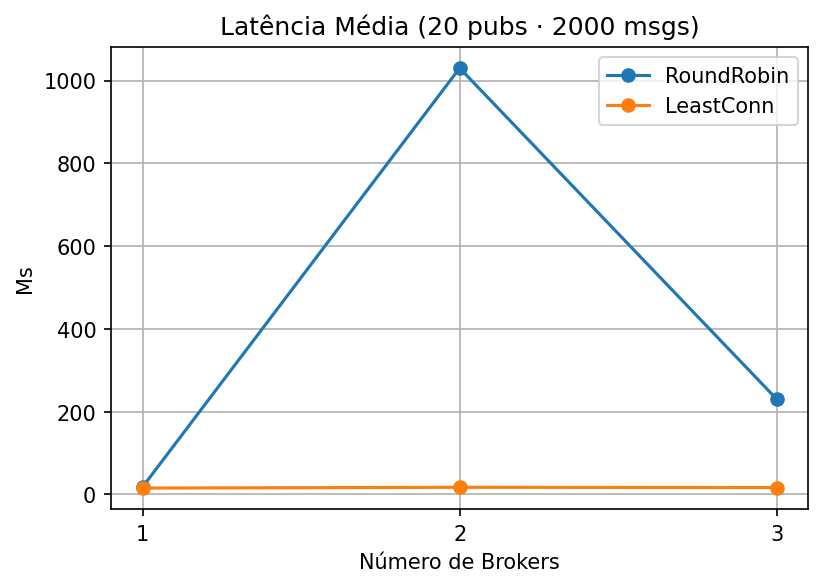 Latência Média (20 pubs · 2000 msgs)
RoundRobin
LeastConn
Ms
1000
800
600
400
200
0
1 2 3
Número de Brokers